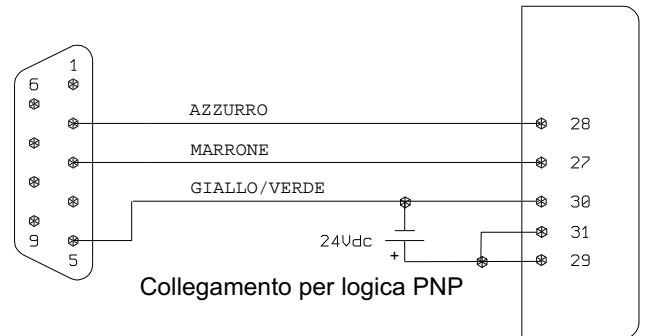 1
6
AZZURRO
28
MARRONE
27
GIALLO/VERDE
30
31
9
24Vdc
5
+
29
Collegamento per logica PNP